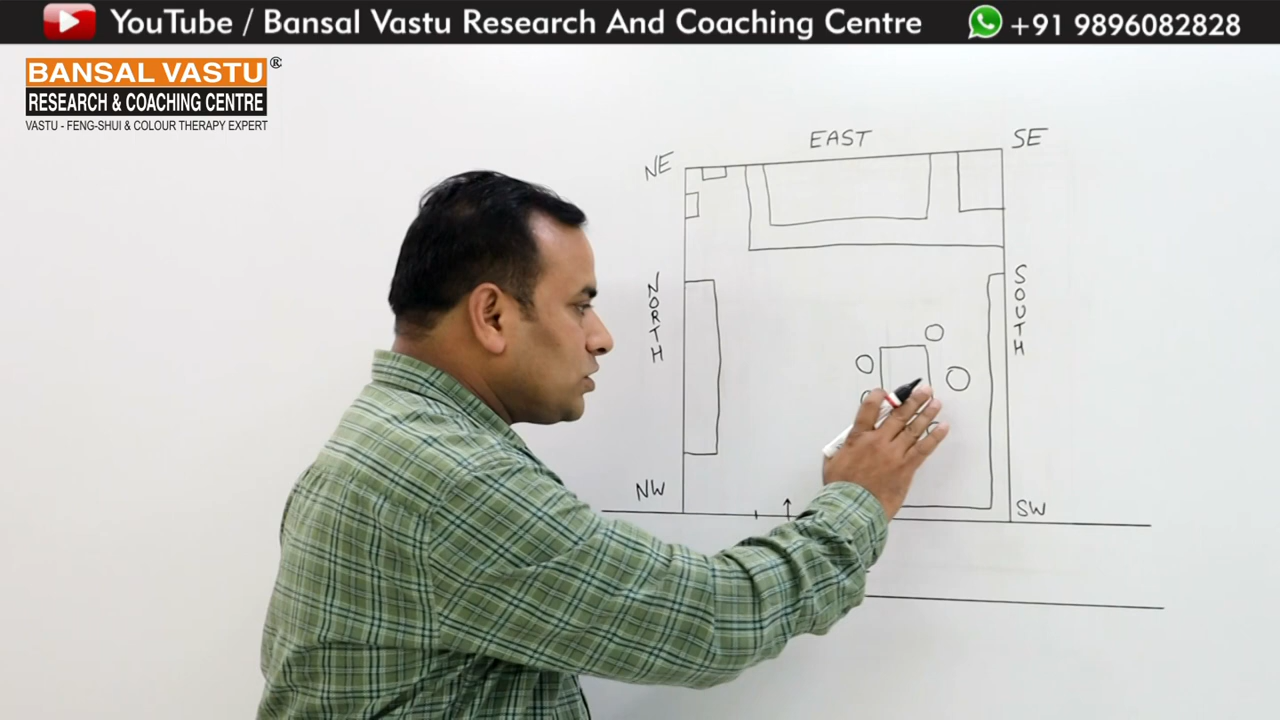 YouTube / Bansal Vastu Research And Coaching Centre
+91 9896082828
BANSAL VASTU®
RESEARCH & COACHING CENTRE
VASTU - FENG-SHUI & COLOUR THERAPY EXPERT
EAST
NE
SE
NORTH
SOUTH
NW
SW